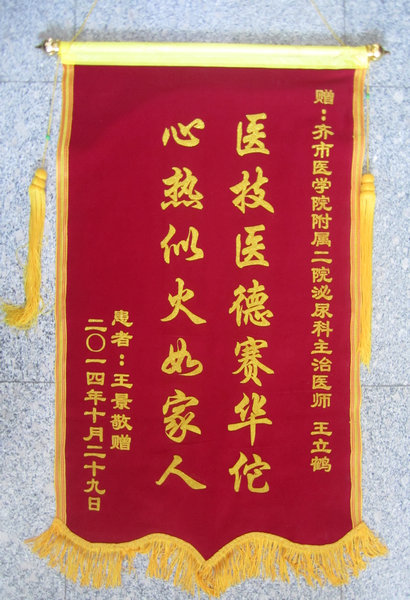 赠：齐市医学院附属二院泌尿科主治医师 王立鹤
医技医德赛华佗
心热似火如家人
患者：王景敬赠
二〇一四年十月二十九日